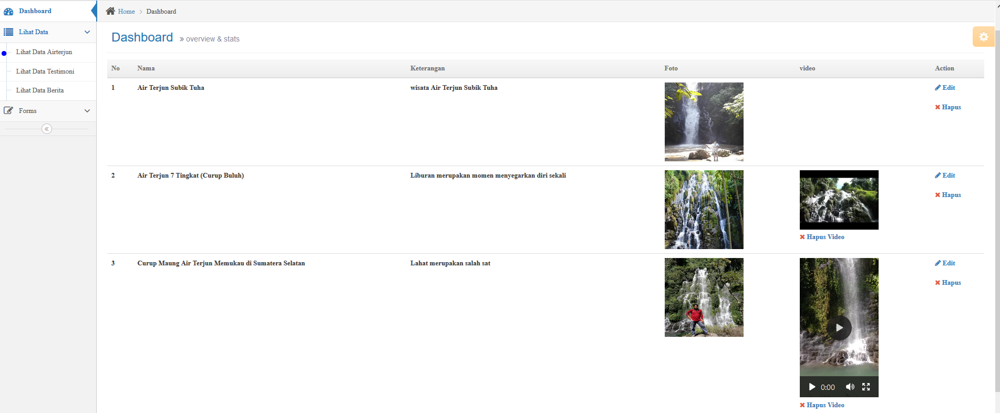 Dashboard
Lihat Data
Lihat Data Airterjun
Lihat Data Testimoni
Lihat Data Berita
Forms
Home > Dashboard
Dashboard » overview & stats
No Nama Keterangan Foto video Action
1 Air Terjun Subik Tuha wisata Air Terjun Subik Tuha Edit
Hapus
2 Air Terjun 7 Tingkat (Curup Buluh) Liburan merupakan momen menyegarkan diri sekali Edit
Hapus
Hapus Video
3 Curup Maung Air Terjun Memukau di Sumatera Selatan Lahat merupakan salah sat Edit
Hapus
0:00
Hapus Video